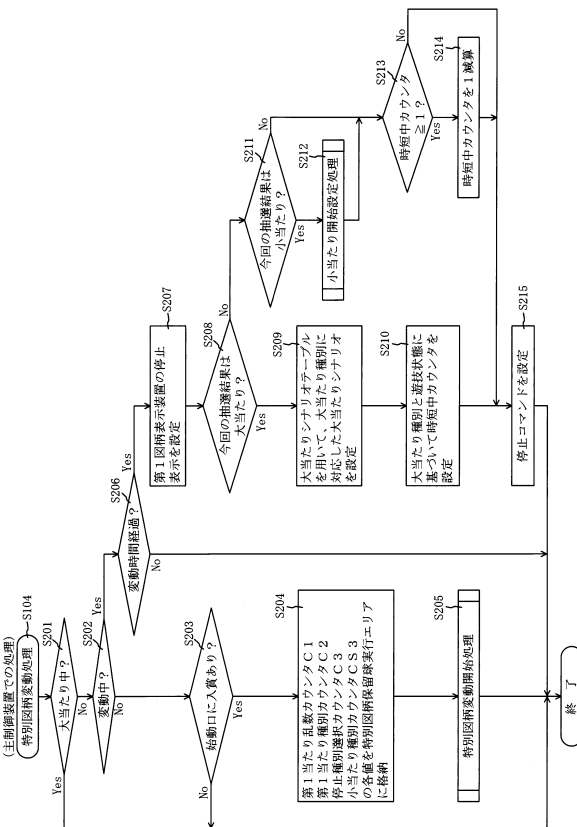 (主制御装置での処理)
特別図柄変動処理
S104
大当たり中？
S201
Yes
No
変動中？
S202
Yes
No
始動口に入賞あり？
S203
No
Yes
S204
第１当たり乱数カウンタＣ１
第１当たり種別カウンタＣ２
停止種別選択カウンタＣ３
小当たり種別カウンタＣＳ３
の各値を特別図柄保留球実行エリア
に格納
S205
特別図柄変動開始処理
変動時間経過？
S206
Yes
No
S207
第１図柄表示装置の停止
表示を設定
S208
今回の抽選結果は
大当たり？
No
Yes
S209
大当たりシナリオテーブル
を用いて、大当たり種別に
対応した大当たりシナリオ
を設定
S210
大当たり種別と遊技状態に
基づいて時短中カウンタを
設定
S211
今回の抽選結果は
小当たり？
No
Yes
S212
小当たり開始設定処理
S213
時短中カウンタ
≧１？
No
Yes
S214
時短中カウンタを１減算
S215
停止コマンドを設定
終　了